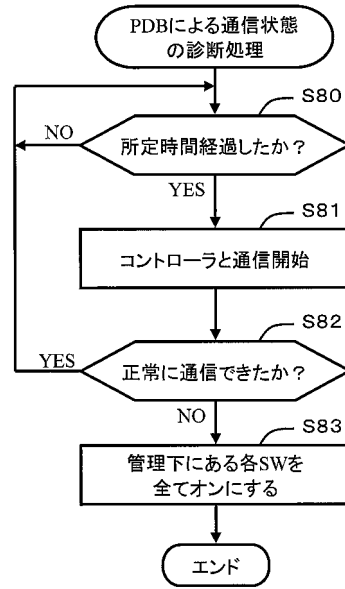 PDBによる通信状態
の診断処理
S80
NO
所定時間経過したか？
YES
S81
コントローラと通信開始
S82
YES
正常に通信できたか？
NO
S83
管理下にある各SWを
全てオンにする
エンド